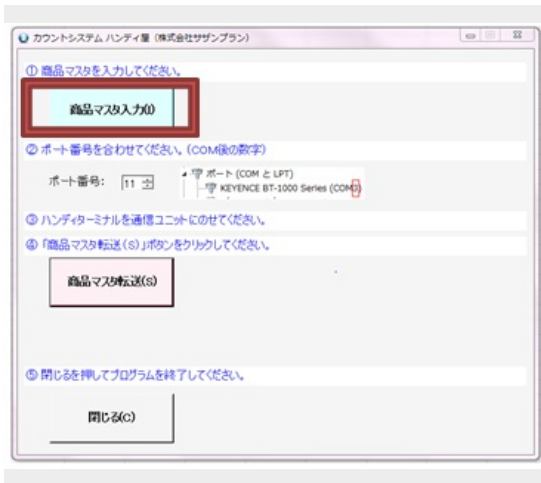 カウントシステム ハンディ屋 (株式会社サザンプラン)
① 商品マスタを入力してください。
商品マスタ入力(I)
② ポート番号を合わせてください。(COM後の数字)
ポート番号: 11
ポート (COM と LPT)
KEYENCE BT-1000 Series (COM3)
③ ハンディターミナルを通信ユニットにのせてください。
④ 「商品マスタ転送(S)」ボタンをクリックしてください。
商品マスタ転送(S)
⑤ 閉じるを押してプログラムを終了してください。
閉じる(C)